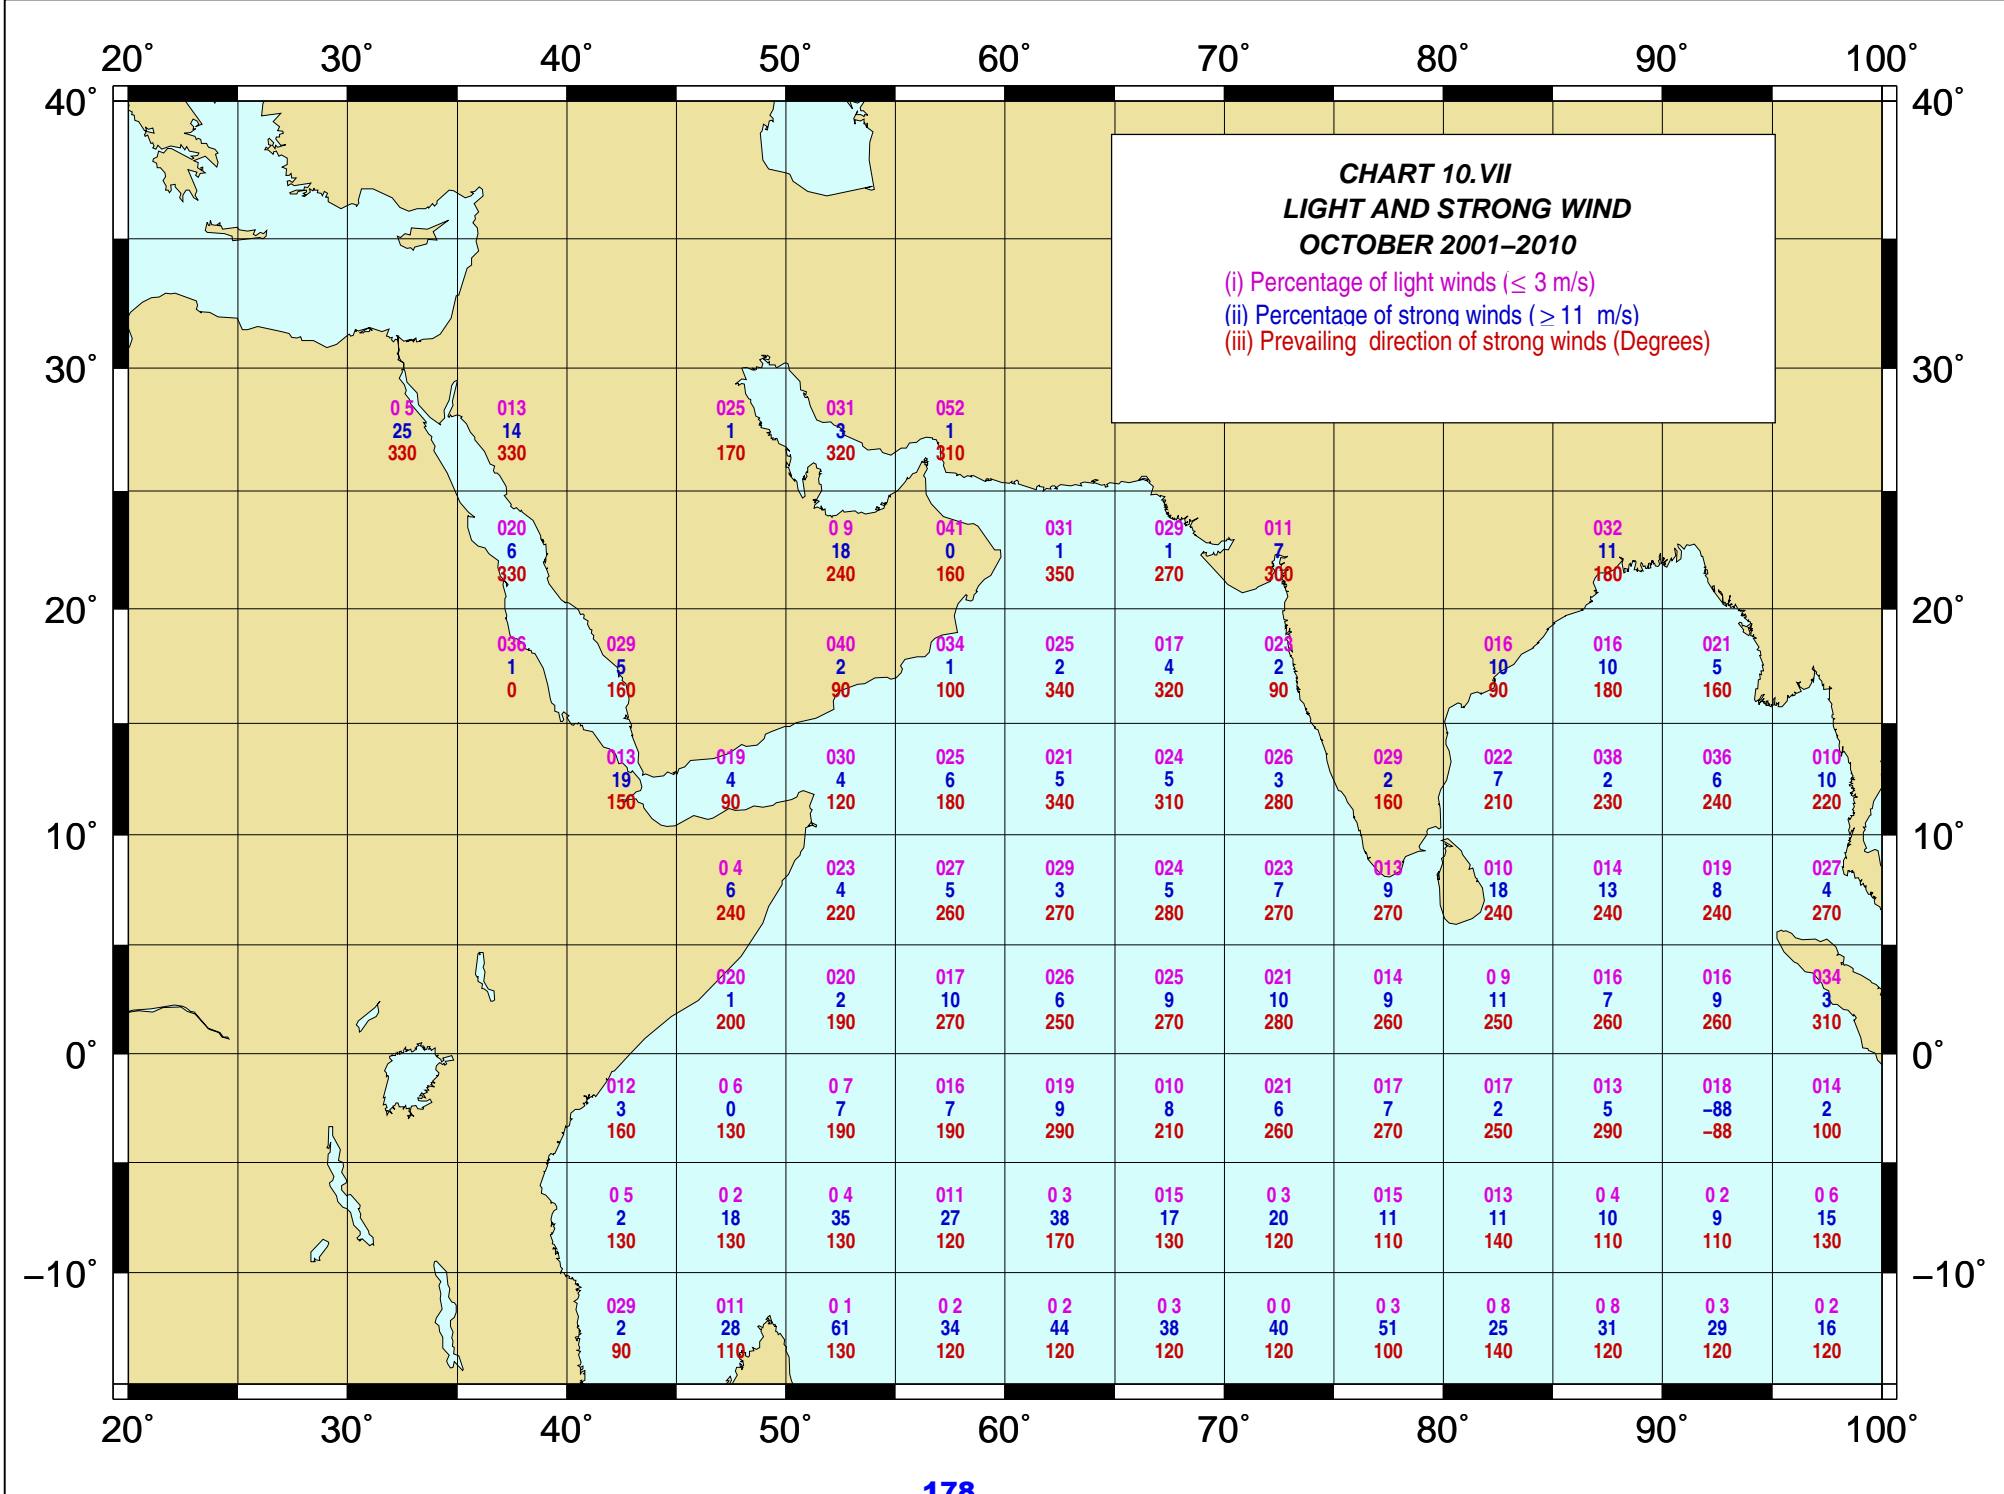 20° 30° 40° 50° 60° 70° 80° 90° 100°
40° 40°
CHART 10.VII
LIGHT AND STRONG WIND
OCTOBER 2001–2010
(i) Percentage of light winds (≤ 3 m/s)
(ii) Percentage of strong winds (≥ 11 m/s)
(iii) Prevailing direction of strong winds (Degrees)
30° 30°
0 5 013 025 031 052
25 14 1 3 1
330 330 170 320 310
020 0 9 041 031 029 011 032
6 18 0 1 1 7 11
330 240 160 350 270 300 180
20° 20°
036 029 040 034 025 017 023 016 016 021
1 5 2 1 2 4 2 10 10 5
0 160 90 100 340 320 90 90 180 160
013 019 030 025 021 024 026 029 022 038 036 010
19 4 4 6 5 5 3 2 7 2 6 10
150 90 120 180 340 310 280 160 210 230 240 220
10° 10°
0 4 023 027 029 024 023 013 010 014 019 027
6 4 5 3 5 7 9 18 13 8 4
240 220 260 270 280 270 270 240 240 240 270
020 020 017 026 025 021 014 0 9 016 016 034
1 2 10 6 9 10 9 11 7 9 3
200 190 270 250 270 280 260 250 260 260 310
0° 0°
012 0 6 0 7 016 019 010 021 017 017 013 018 014
3 0 7 7 9 8 6 7 2 5 –88 2
160 130 190 190 290 210 260 270 250 290 –88 100
0 5 0 2 0 4 011 0 3 015 0 3 015 013 0 4 0 2 0 6
2 18 35 27 38 17 20 11 11 10 9 15
130 130 130 120 170 130 120 110 140 110 110 130
–10° –10°
029 011 0 1 0 2 0 2 0 3 0 0 0 3 0 8 0 8 0 3 0 2
2 28 61 34 44 38 40 51 25 31 29 16
90 110 130 120 120 120 120 100 140 120 120 120
20° 30° 40° 50° 60° 70° 80° 90° 100°
178